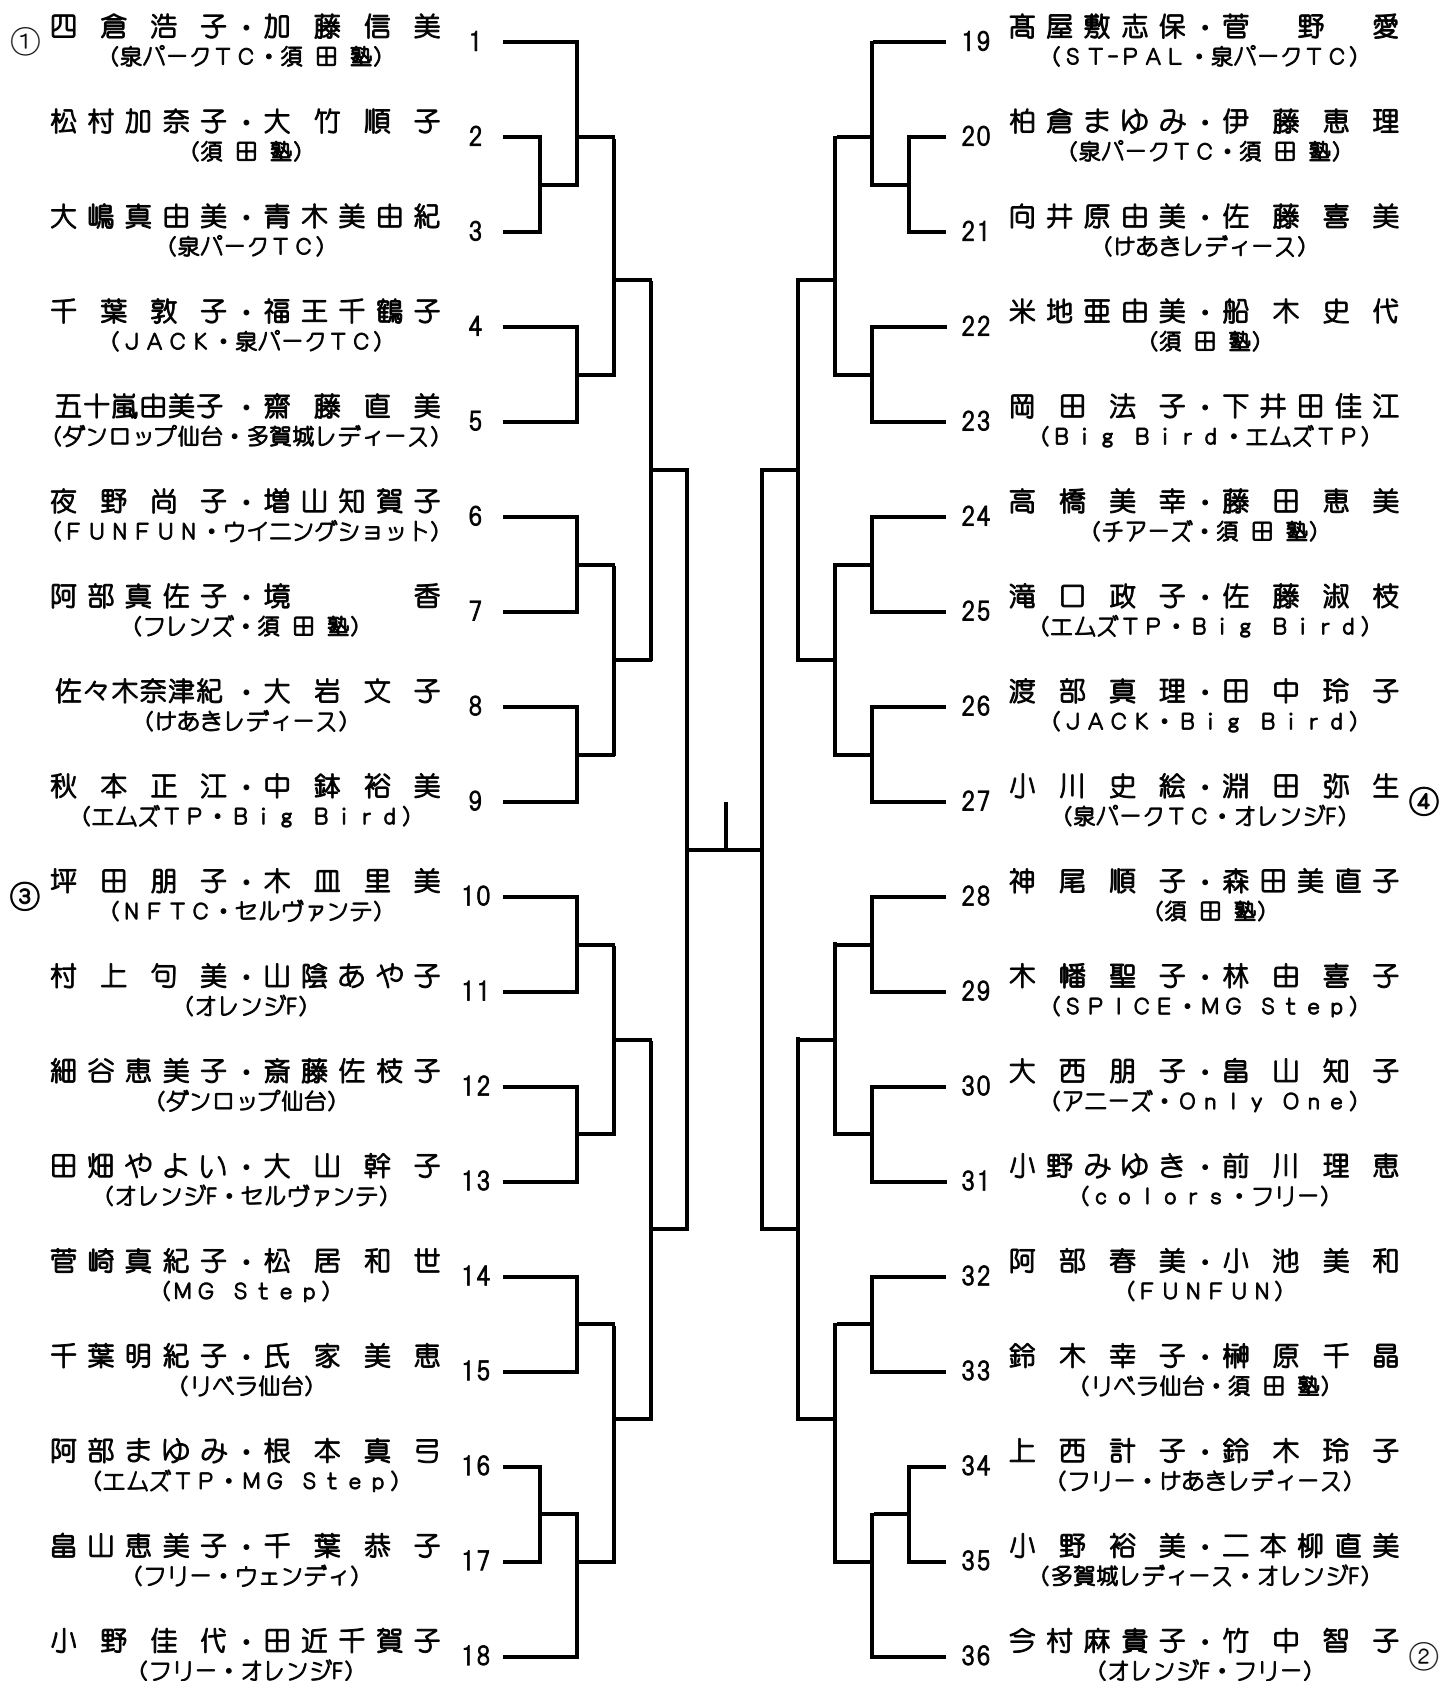 ① 四倉浩子・加藤信美 1
(泉パークTC・須田塾)
松村加奈子・大竹順子 2
(須田塾)
大嶋真由美・青木美由紀 3
(泉パークTC)
千葉敦子・福王千鶴子 4
(JACK・泉パークTC)
五十嵐由美子・齋藤直美 5
(ダンロップ仙台・多賀城レディース)
夜野尚子・増山知賀子 6
(FUNFUN・ウイニングショット)
阿部真佐子・境香 7
(フレンズ・須田塾)
佐々木奈津紀・大岩文子 8
(けあきレディース)
秋本正江・中鉢裕美 9
(エムズTP・Big Bird)
③ 坪田朋子・木皿里美 10
(NFTC・セルヴァンテ)
村上句美・山陰あや子 11
(オレンジF)
細谷恵美子・斎藤佐枝子 12
(ダンロップ仙台)
田畑やよい・大山幹子 13
(オレンジF・セルヴァンテ)
菅崎真紀子・松居和世 14
(MG Step)
千葉明紀子・氏家美恵 15
(リベラ仙台)
阿部まゆみ・根本真弓 16
(エムズTP・MG Step)
畠山恵美子・千葉恭子 17
(フリー・ウェンディ)
小野佳代・田近千賀子 18
(フリー・オレンジF)
19 髙屋敷志保・菅野愛
(ST-PAL・泉パークTC)
20 柏倉まゆみ・伊藤恵理
(泉パークTC・須田塾)
21 向井原由美・佐藤喜美
(けあきレディース)
22 米地亜由美・船木史代
(須田塾)
23 岡田法子・下井田佳江
(Big Bird・エムズTP)
24 高橋美幸・藤田恵美
(チアーズ・須田塾)
25 滝口政子・佐藤淑枝
(エムズTP・Big Bird)
26 渡部真理・田中玲子
(JACK・Big Bird)
27 小川史絵・淵田弥生 ④
(泉パークTC・オレンジF)
28 神尾順子・森田美直子
(須田塾)
29 木幡聖子・林由喜子
(SPICE・MG Step)
30 大西朋子・畠山知子
(アニーズ・Only One)
31 小野みゆき・前川理恵
(colors・フリー)
32 阿部春美・小池美和
(FUNFUN)
33 鈴木幸子・榊原千晶
(リベラ仙台・須田塾)
34 上西計子・鈴木玲子
(フリー・けあきレディース)
35 小野裕美・二本柳直美
(多賀城レディース・オレンジF)
36 今村麻貴子・竹中智子 ②
(オレンジF・フリー)